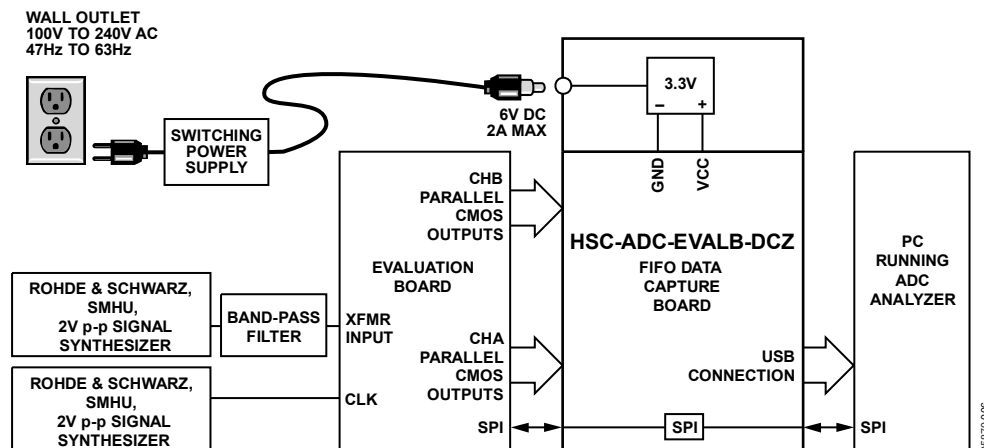 WALL OUTLET
100V TO 240V AC
47Hz TO 63Hz
SWITCHING
POWER
SUPPLY
6V DC
2A MAX
3.3V
–
+
GND
VCC
CHB
PARALLEL
CMOS
OUTPUTS
HSC-ADC-EVALB-DCZ
FIFO DATA
CAPTURE
BOARD
PC
RUNNING
ADC
ANALYZER
EVALUATION
BOARD
ROHDE & SCHWARZ,
SMHU,
2V p-p SIGNAL
SYNTHESIZER
BAND-PASS
FILTER
XFMR
INPUT
CHA
PARALLEL
CMOS
OUTPUTS
USB
CONNECTION
ROHDE & SCHWARZ,
SMHU,
2V p-p SIGNAL
SYNTHESIZER
CLK
SPI
SPI
SPI